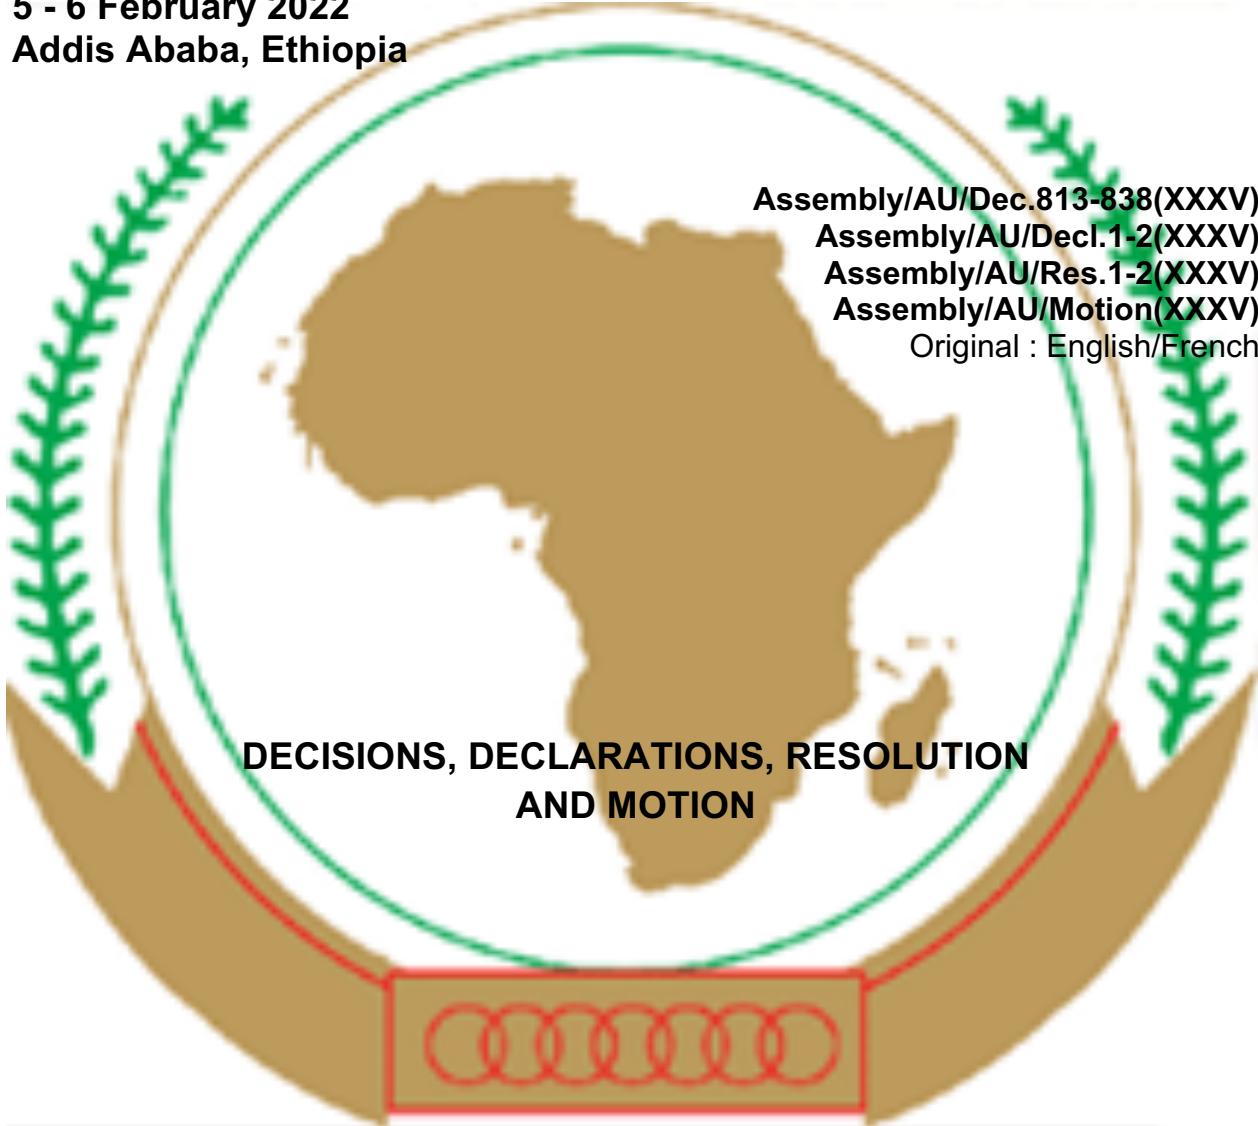 5 - 6 February 2022
Addis Ababa, Ethiopia
Assembly/AU/Dec.813-838(XXXV)
Assembly/AU/Decl.1-2(XXXV)
Assembly/AU/Res.1-2(XXXV)
Assembly/AU/Motion(XXXV)
Original : English/French
DECISIONS, DECLARATIONS, RESOLUTION
AND MOTION